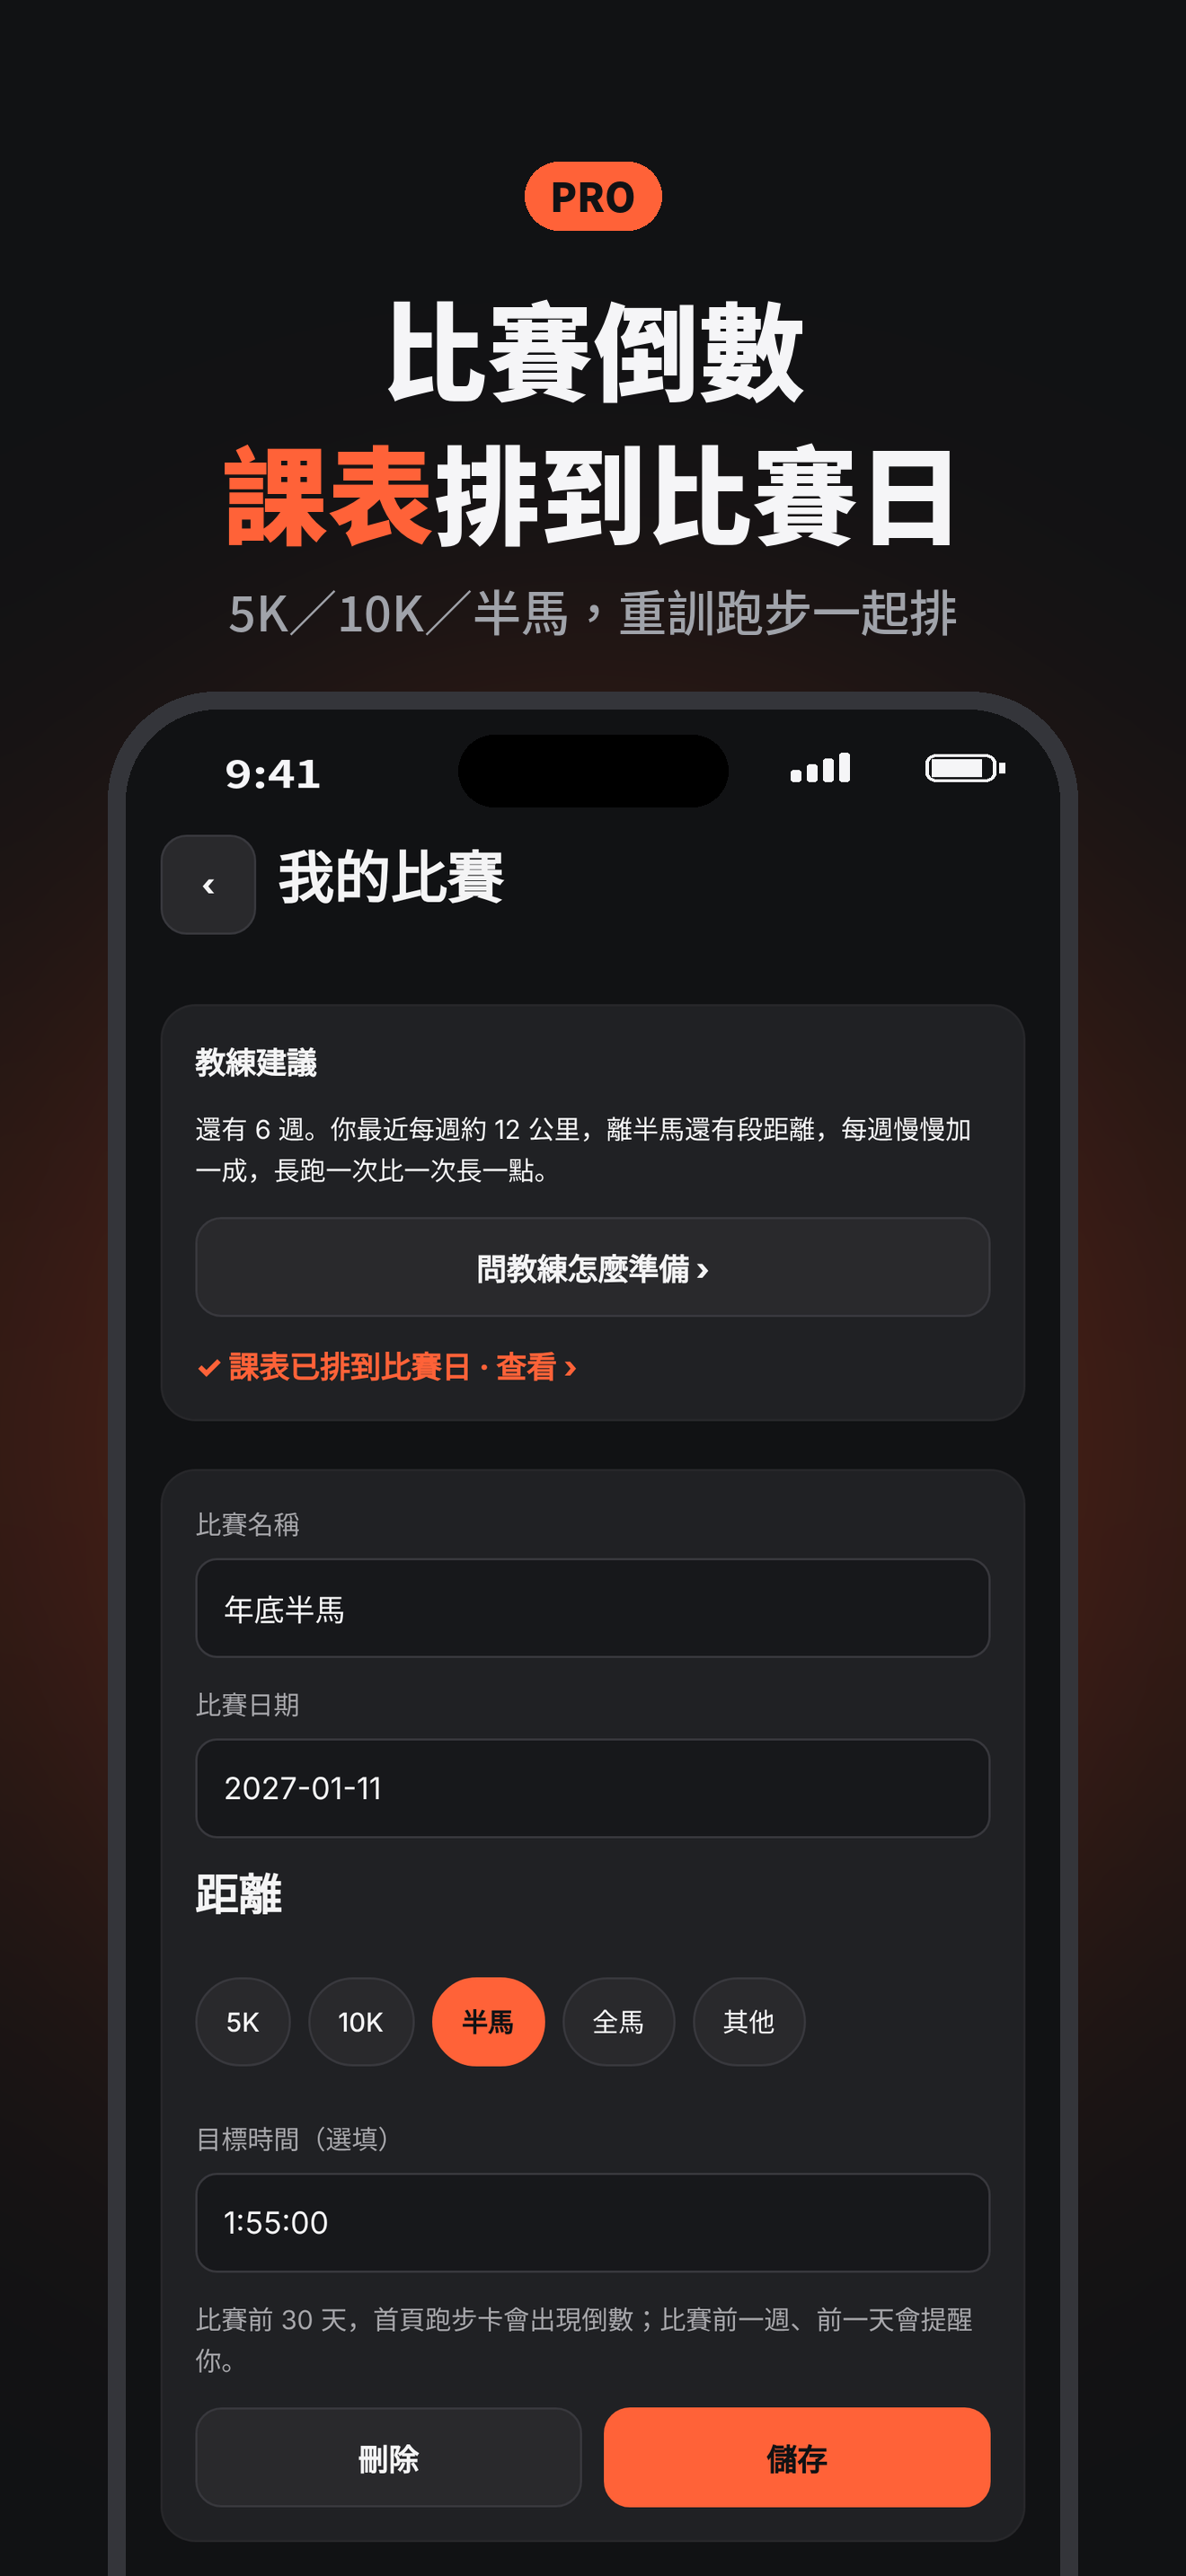 PRO
比賽倒數
課表排到比賽日
5K／10K／半馬，重訓跑步一起排
9:41
‹ 我的比賽
教練建議
還有 6 週。你最近每週約 12 公里，離半馬還有段距離，每週慢慢加
一成，長跑一次比一次長一點。
問教練怎麼準備 ›
✓ 課表已排到比賽日 · 查看 ›
比賽名稱
年底半馬
比賽日期
2027-01-11
距離
5K 10K 半馬 全馬 其他
目標時間（選填）
1:55:00
比賽前 30 天，首頁跑步卡會出現倒數；比賽前一週、前一天會提醒
你。
刪除 儲存